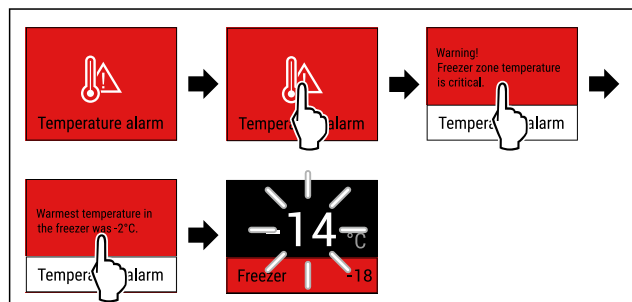 Temperature alarm
Temper alarm
Warning!
Freezer zone temperature
is critical.
Tempera alarm
Warmest temperature in
the freezer was -2°C.
Tempera alarm
-14 °C
Freezer -18